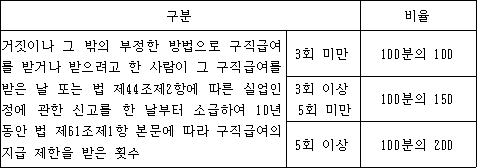 구분
비율
거짓이나 그 밖의 부정한 방법으로 구직급여
를 받거나 받으려고 한 사람이 그 구직급여를
받은 날 또는 법 제44조제2항에 따른 실업인
정에 관한 신고를 한 날부터 소급하여 10년
동안 법 제61조제1항 본문에 따라 구직급여의
지급 제한을 받은 횟수
3회 미만
100분의 100
3회 이상
5회 미만
100분의 150
5회 이상
100분의 200